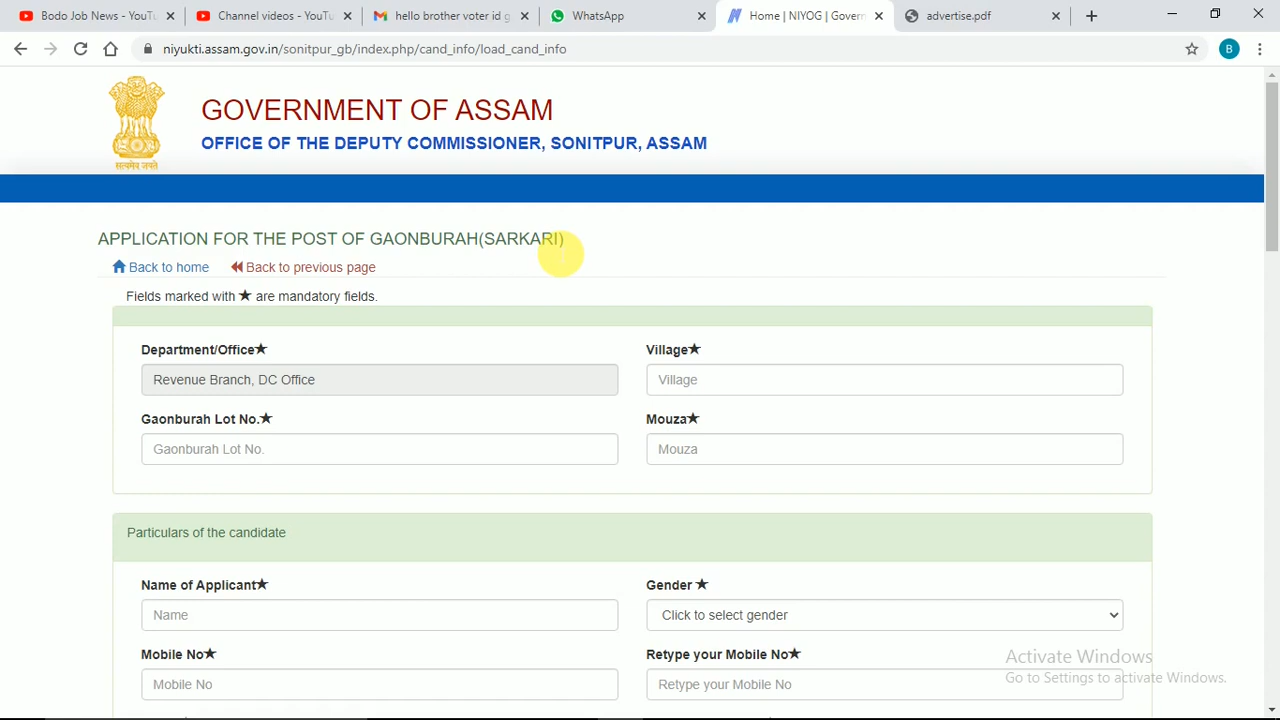 Bodo Job News - YouTu
Channel videos - YouTu
hello brother voter id g
WhatsApp
Home | NIYOG | Govern
advertise.pdf
niyukti.assam.gov.in/sonitpur_gb/index.php/cand_info/load_cand_info
B
सत्यमेव जयते
GOVERNMENT OF ASSAM
OFFICE OF THE DEPUTY COMMISSIONER, SONITPUR, ASSAM
APPLICATION FOR THE POST OF GAONBURAH(SARKARI)
Back to home
Back to previous page
Fields marked with ★ are mandatory fields.
Department/Office★
Village★
Revenue Branch, DC Office
Village
Gaonburah Lot No.★
Mouza★
Gaonburah Lot No.
Mouza
Particulars of the candidate
Name of Applicant★
Gender ★
Name
Click to select gender
Mobile No★
Retype your Mobile No★
Mobile No
Retype your Mobile No
Activate Windows
Go to Settings to activate Windows.